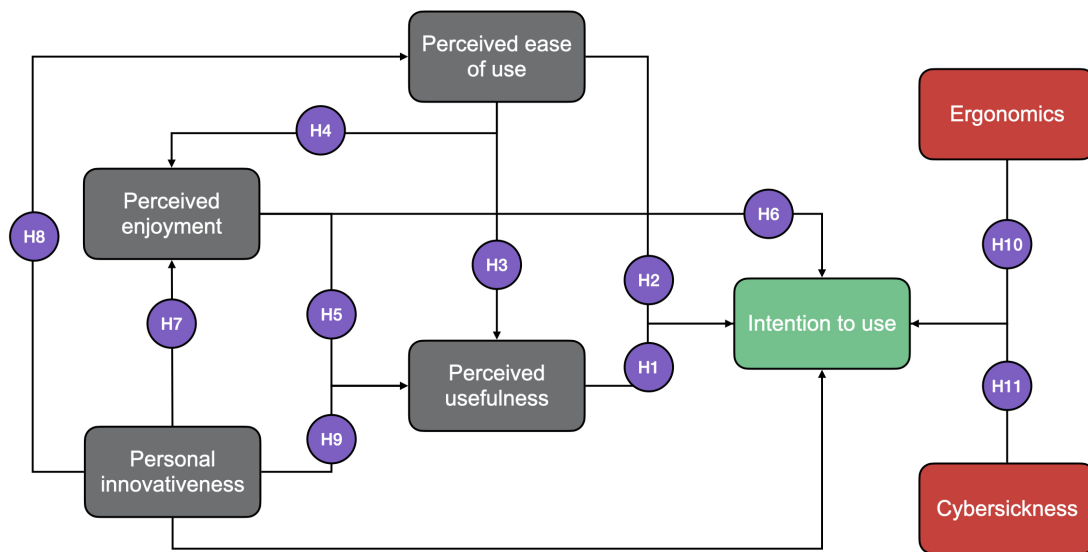 Perceived ease
of use
Ergonomics
H4
Perceived
enjoyment
H6
H8
H10
H3
H2
H7
H5
Intention to use
H1
Perceived
usefulness
H11
H9
Personal
innovativeness
Cybersickness